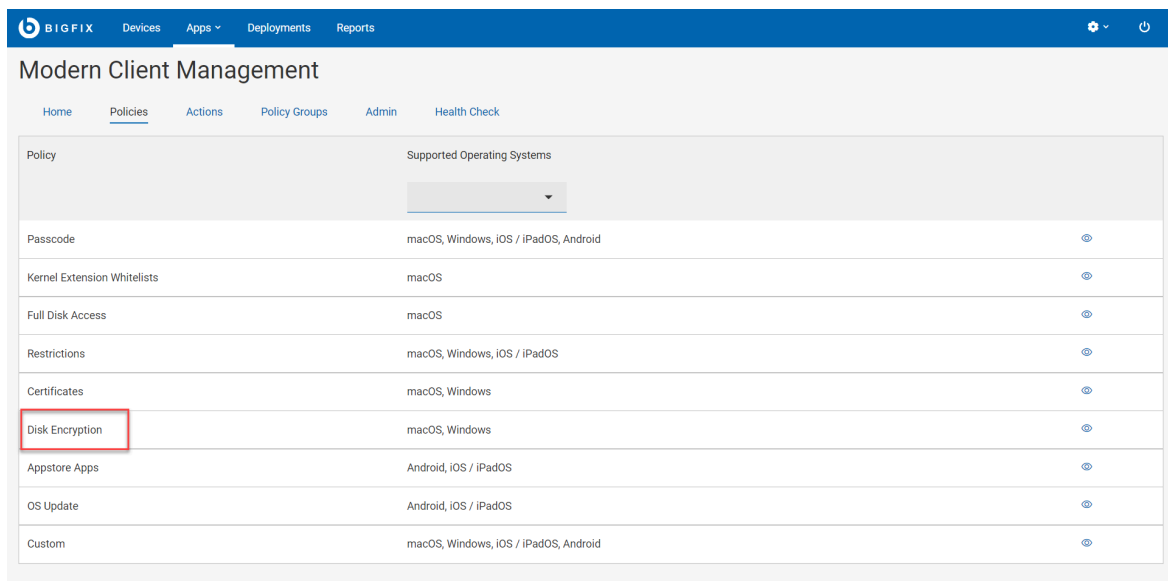 BIGFIX Devices Apps Deployments Reports
Modern Client Management
Home Policies Actions Policy Groups Admin Health Check
Policy Supported Operating Systems
Passcode macOS, Windows, iOS / iPadOS, Android
Kernel Extension Whitelists macOS
Full Disk Access macOS
Restrictions macOS, Windows, iOS / iPadOS
Certificates macOS, Windows
Disk Encryption macOS, Windows
Appstore Apps Android, iOS / iPadOS
OS Update Android, iOS / iPadOS
Custom macOS, Windows, iOS / iPadOS, Android